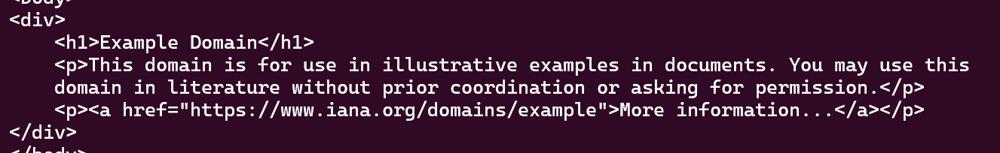 <body>
<div>
    <h1>Example Domain</h1>
    <p>This domain is for use in illustrative examples in documents. You may use this
    domain in literature without prior coordination or asking for permission.</p>
    <p><a href="https://www.iana.org/domains/example">More information...</a></p>
</div>
</body>